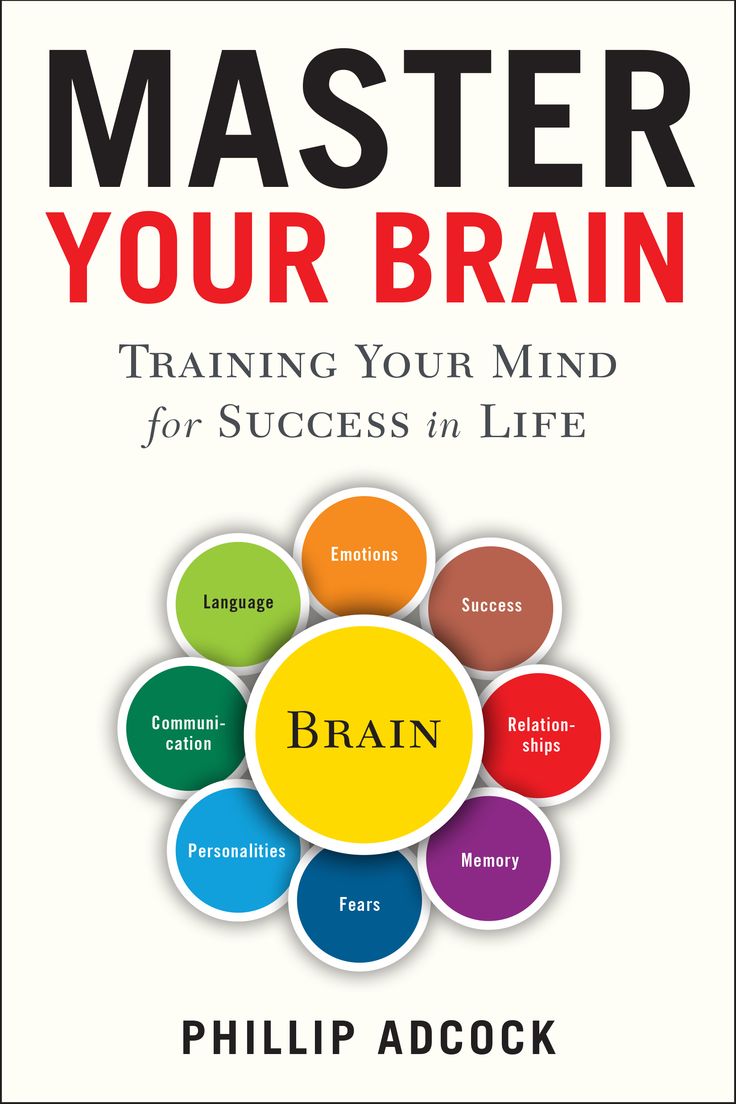 MASTER
YOUR BRAIN
TRAINING YOUR MIND
for SUCCESS in LIFE
Emotions
Language
Success
BRAIN
Communi-
cation
Relation-
ships
Personalities
Memory
Fears
PHILLIP ADCOCK